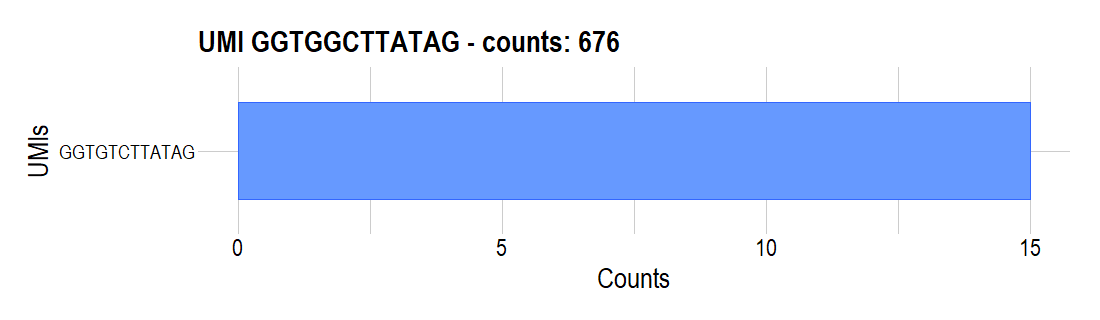 UMI GGTGGCTTATAG - counts: 676
UMIs
GGTGTCTTATAG
0 5 10 15
Counts